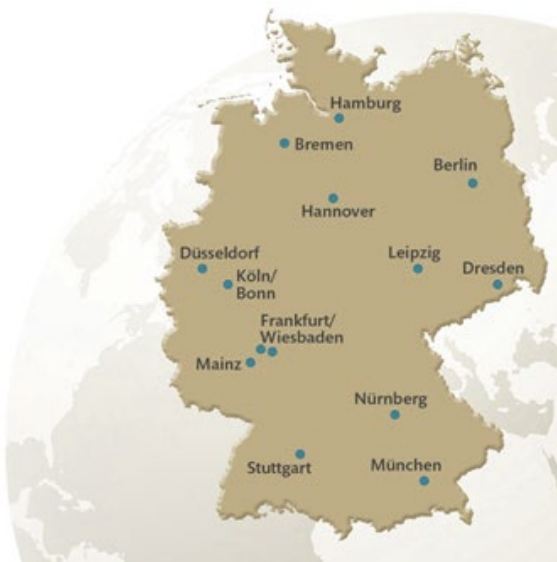 Hamburg
Bremen
Berlin
Hannover
Düsseldorf
Leipzig
Köln/
Bonn
Dresden
Frankfurt/
Wiesbaden
Mainz
Nürnberg
Stuttgart
München